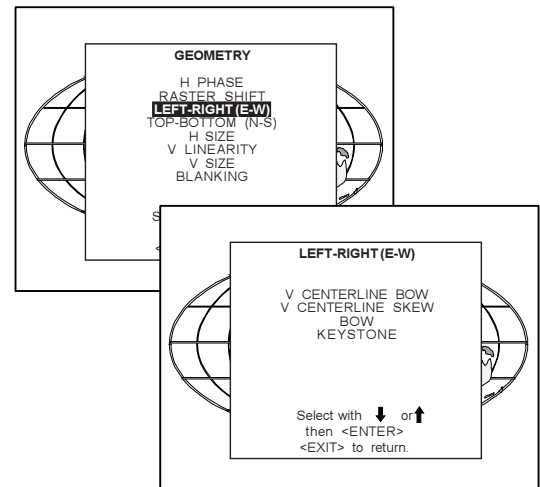 GEOMETRY
H PHASE
RASTER SHIFT
LEFT-RIGHT (E-W)
TOP-BOTTOM (N-S)
H SIZE
V LINEARITY
V SIZE
BLANKING
LEFT-RIGHT (E-W)
V CENTERLINE BOW
V CENTERLINE SKEW
BOW
KEYSTONE
Select with ⬇ or ⬆
then <ENTER>
<EXIT> to return.